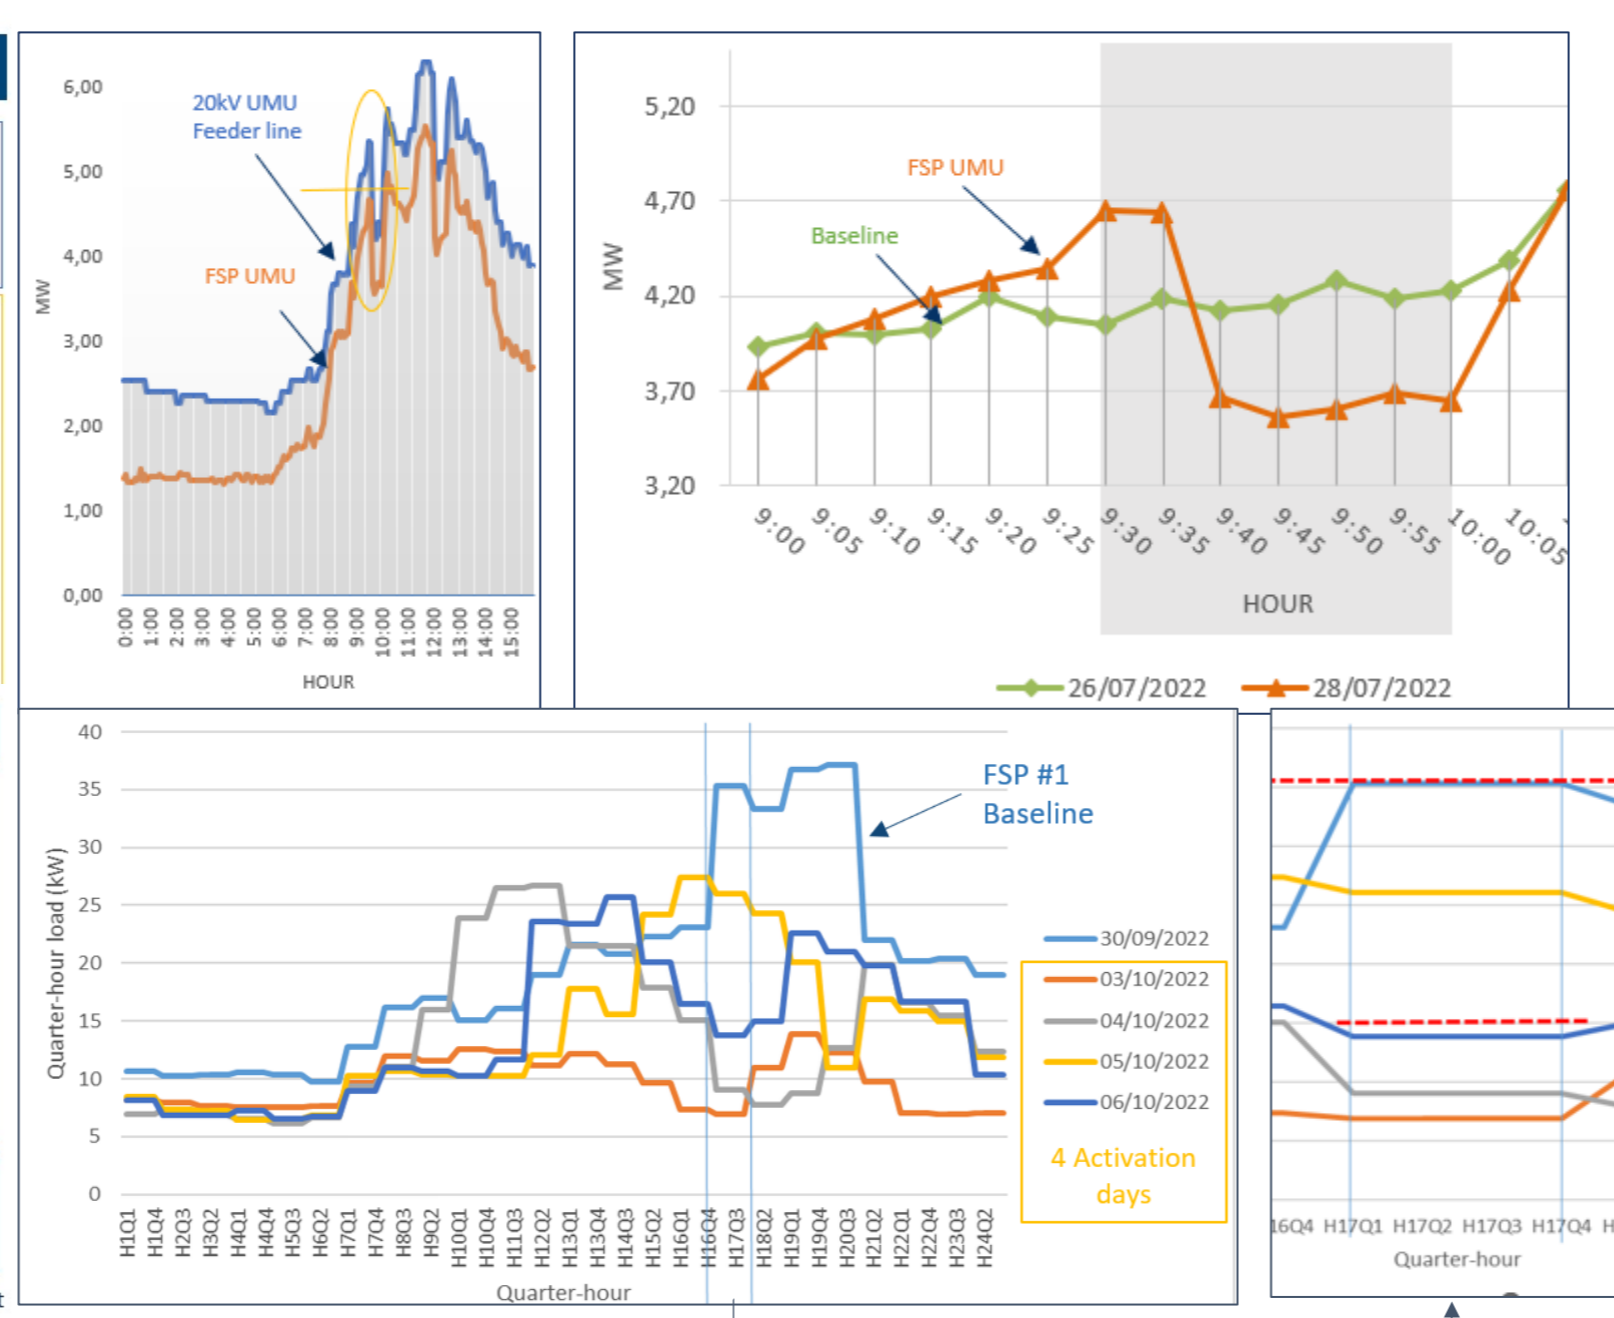 6,00
5,00
4,00
3,00
2,00
1,00
0,00
MW
20kV UMU
Feeder line
FSP UMU
0:00 1:00 2:00 3:00 4:00 5:00 6:00 7:00 8:00 9:00 10:00 11:00 12:00 13:00 14:00 15:00
HOUR
5,20
4,70
4,20
3,70
3,20
MW
FSP UMU
Baseline
9:00 9:05 9:10 9:15 9:20 9:25 9:30 9:35 9:40 9:45 9:50 9:55 10:00 10:05
HOUR
26/07/2022 28/07/2022
40
35
30
25
20
15
10
5
0
Quarter-hour load (kW)
FSP #1
Baseline
30/09/2022
03/10/2022
04/10/2022
05/10/2022
06/10/2022
4 Activation
days
H1Q1 H1Q4 H2Q3 H3Q2 H4Q1 H4Q4 H5Q3 H6Q2 H7Q1 H7Q4 H8Q3 H9Q2 H10Q1 H10Q4 H11Q3 H12Q2 H13Q1 H13Q4 H14Q3 H15Q2 H16Q1 H16Q4 H17Q3 H18Q2 H19Q1 H19Q4 H20Q3 H21Q2 H22Q1 H22Q4 H23Q3 H24Q2
Quarter-hour
16Q4 H17Q1 H17Q2 H17Q3 H17Q4 H
Quarter-hour
t